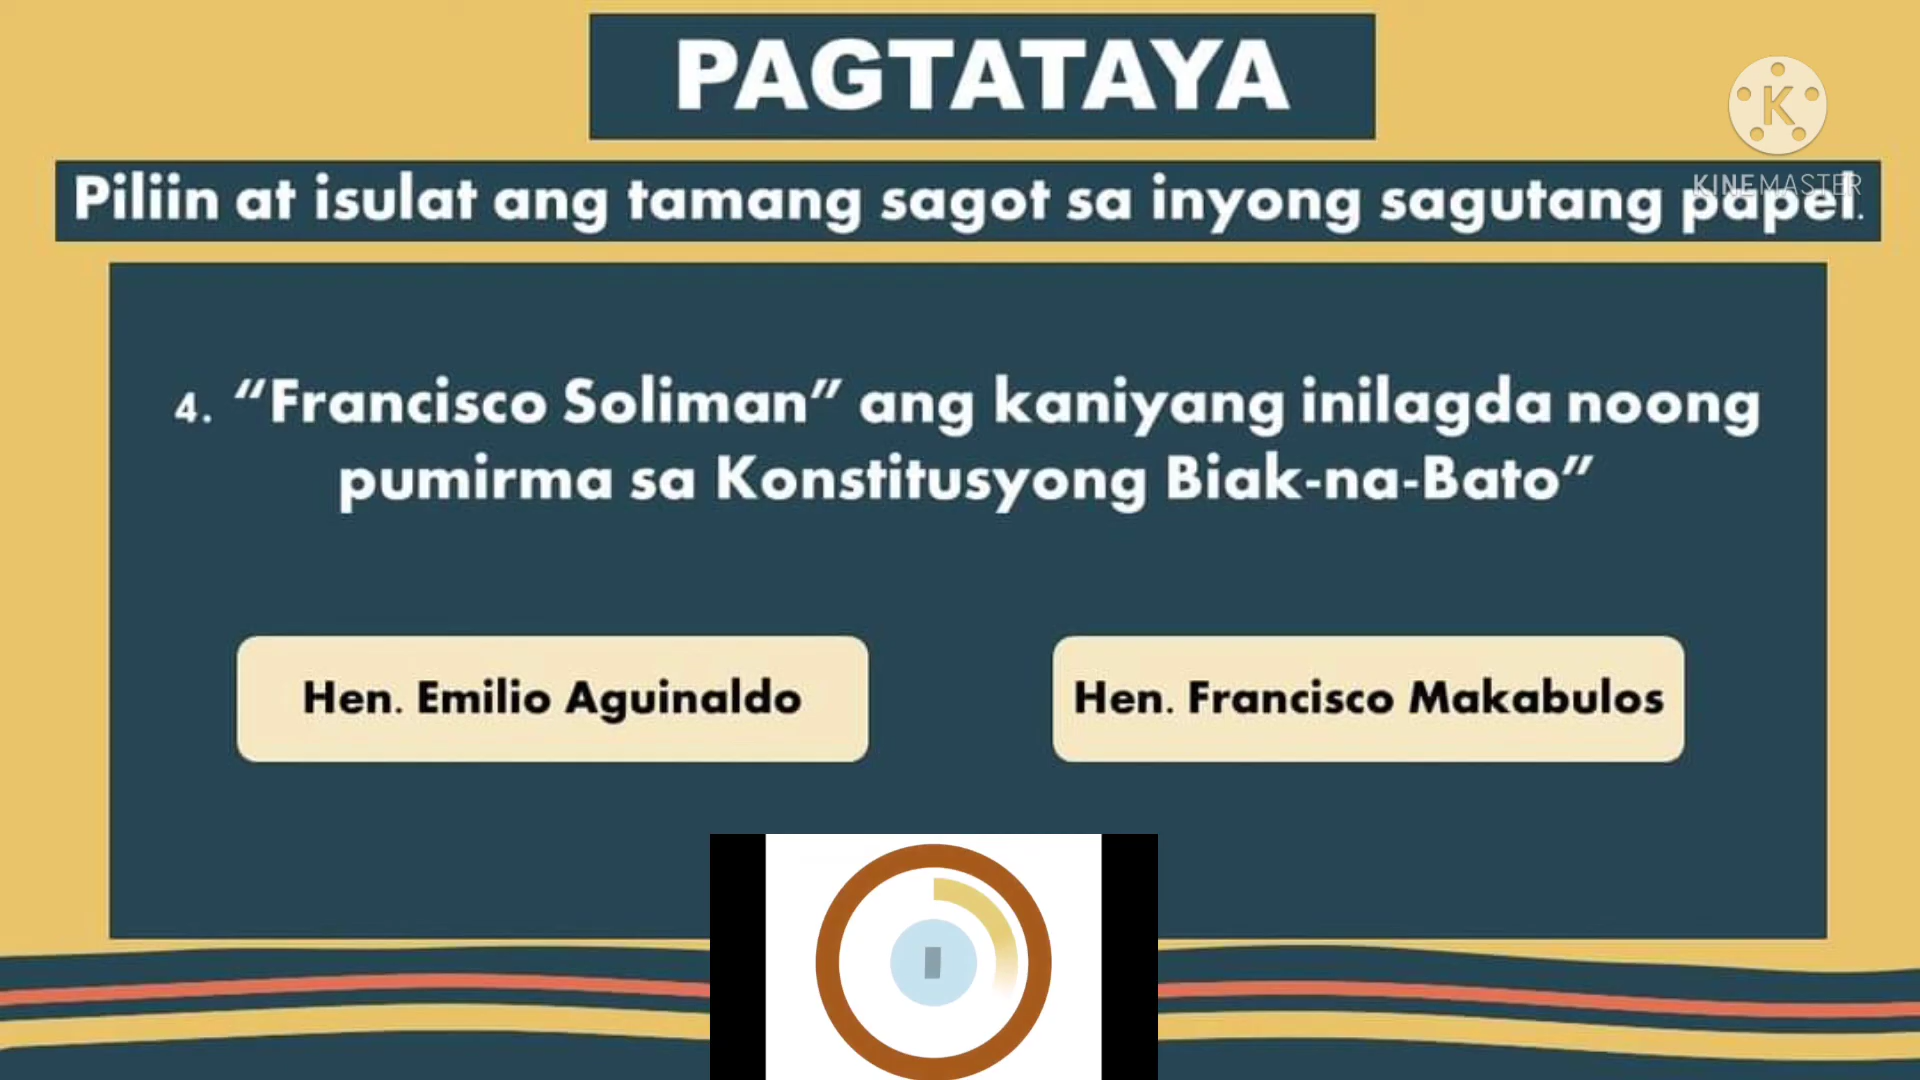 PAGTATAYA
K
KINEMASTER
Piliin at isulat ang tamang sagot sa inyong sagutang papel.
4. “Francisco Soliman” ang kaniyang inilagda noong
pumirma sa Konstitusyong Biak-na-Bato”
Hen. Emilio Aguinaldo
Hen. Francisco Makabulos